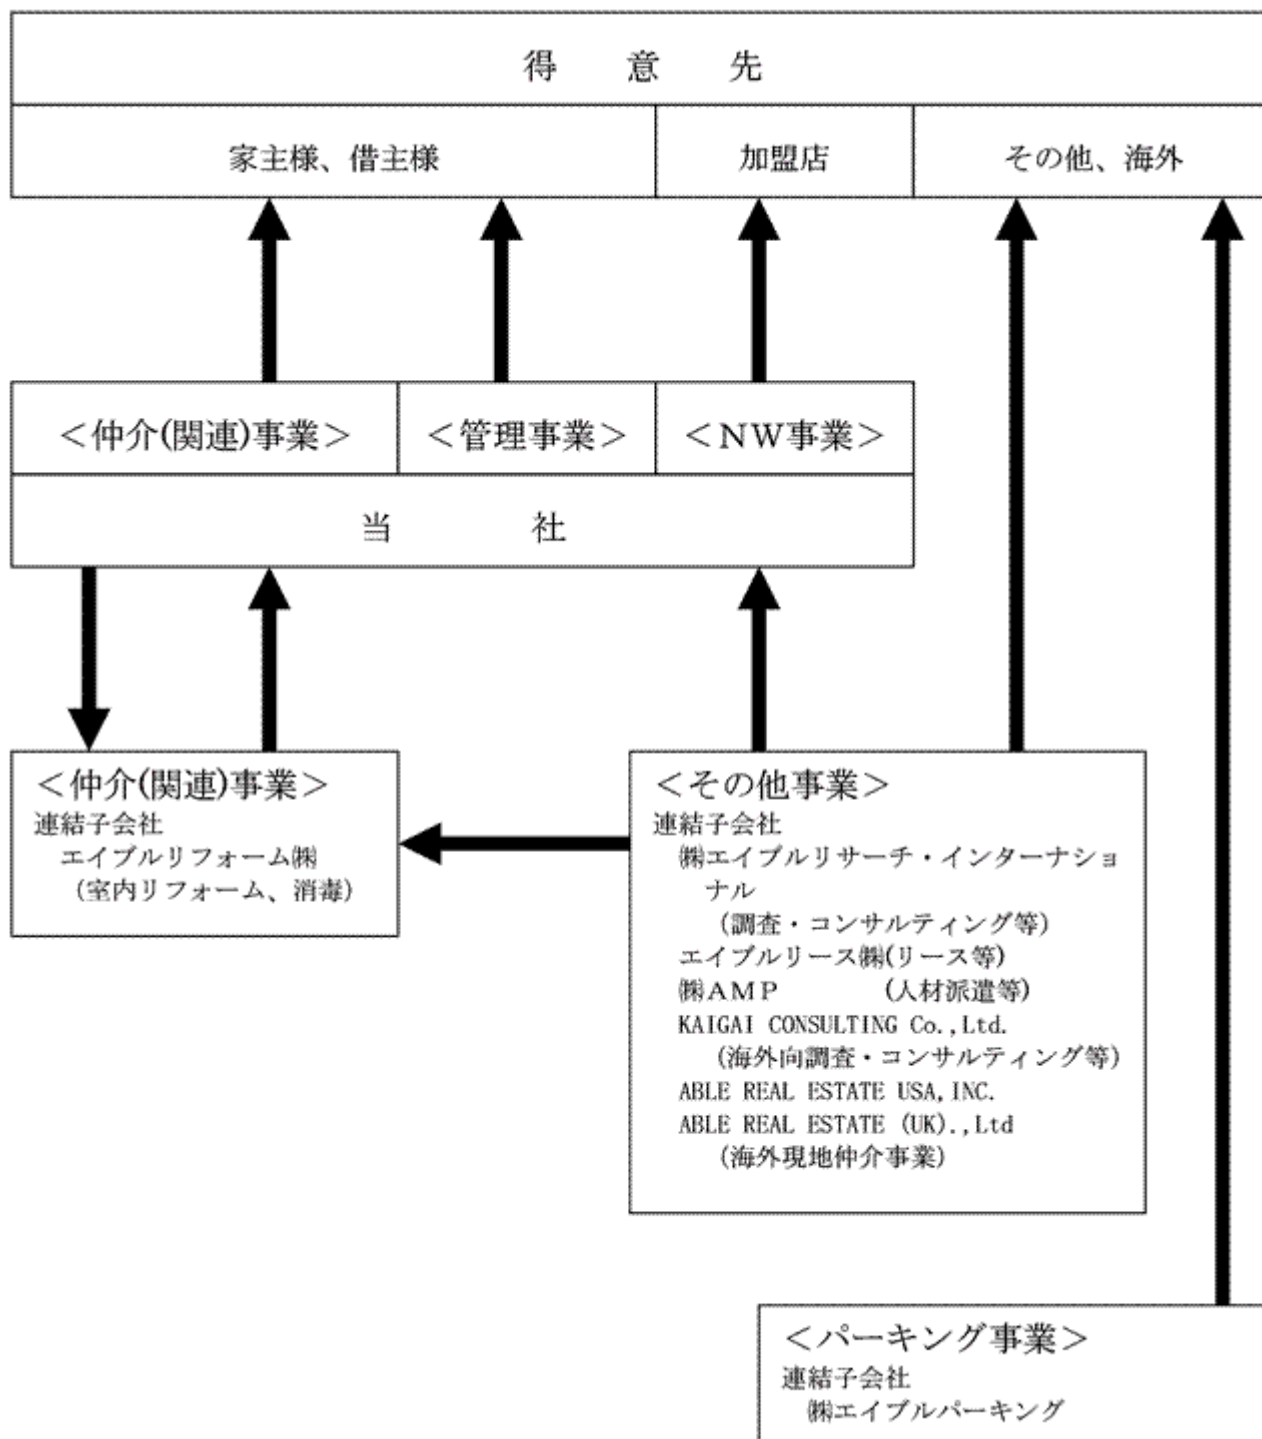 得　意　先
家主様、借主様
加盟店
その他、海外
＜仲介(関連)事業＞
＜管理事業＞
＜ＮＷ事業＞
当　社
＜仲介(関連)事業＞
連結子会社
エイブルリフォーム㈱
（室内リフォーム、消毒）
＜その他事業＞
連結子会社
㈱エイブルリサーチ・インターナショ
ナル
（調査・コンサルティング等）
エイブルリース㈱(リース等)
㈱ＡＭＰ　　　　(人材派遣等)
KAIGAI CONSULTING Co.,Ltd.
（海外向調査・コンサルティング等）
ABLE REAL ESTATE USA,INC.
ABLE REAL ESTATE (UK).,Ltd
（海外現地仲介事業）
＜パーキング事業＞
連結子会社
㈱エイブルパーキング